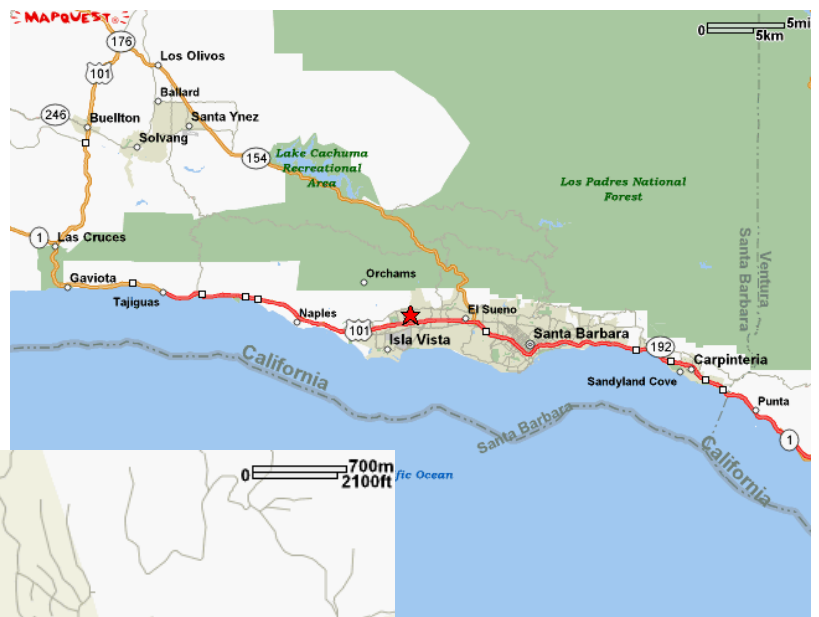 MAPQUEST®
5mi
0
5km
176
101
Los Olivos
Ballard
246
Buellton
Santa Ynez
Solvang
154
Lake Cachuma
Recreational
Area
Los Padres National
Forest
1
Las Cruces
Ventura
Santa Barbara
Gaviota
Orchams
Tajiguas
Naples
El Sueno
101
Isla Vista
Santa Barbara
192
Carpinteria
California
Sandyland Cove
Punta
Santa Barbara
1
California
700m
0
2100ft
fic Ocean